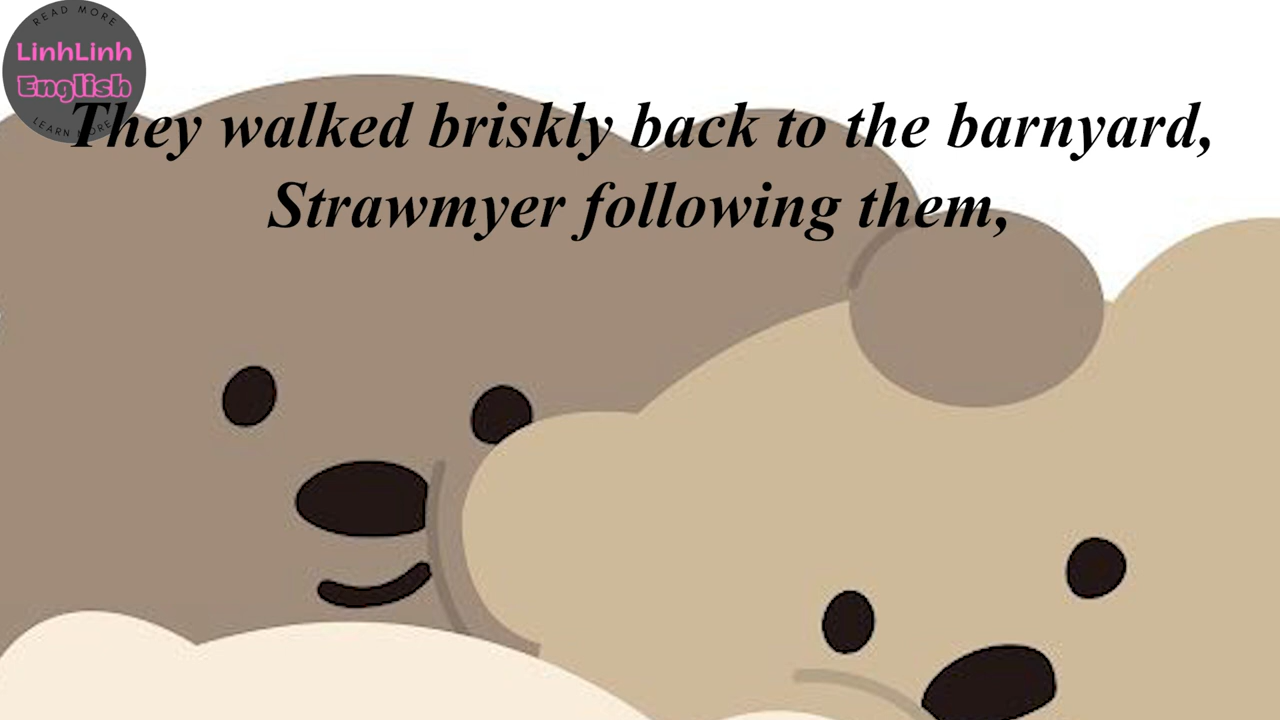 READ MORE
LinhLinh
English
LEARN MORE
They walked briskly back to the barnyard,
Strawmyer following them,